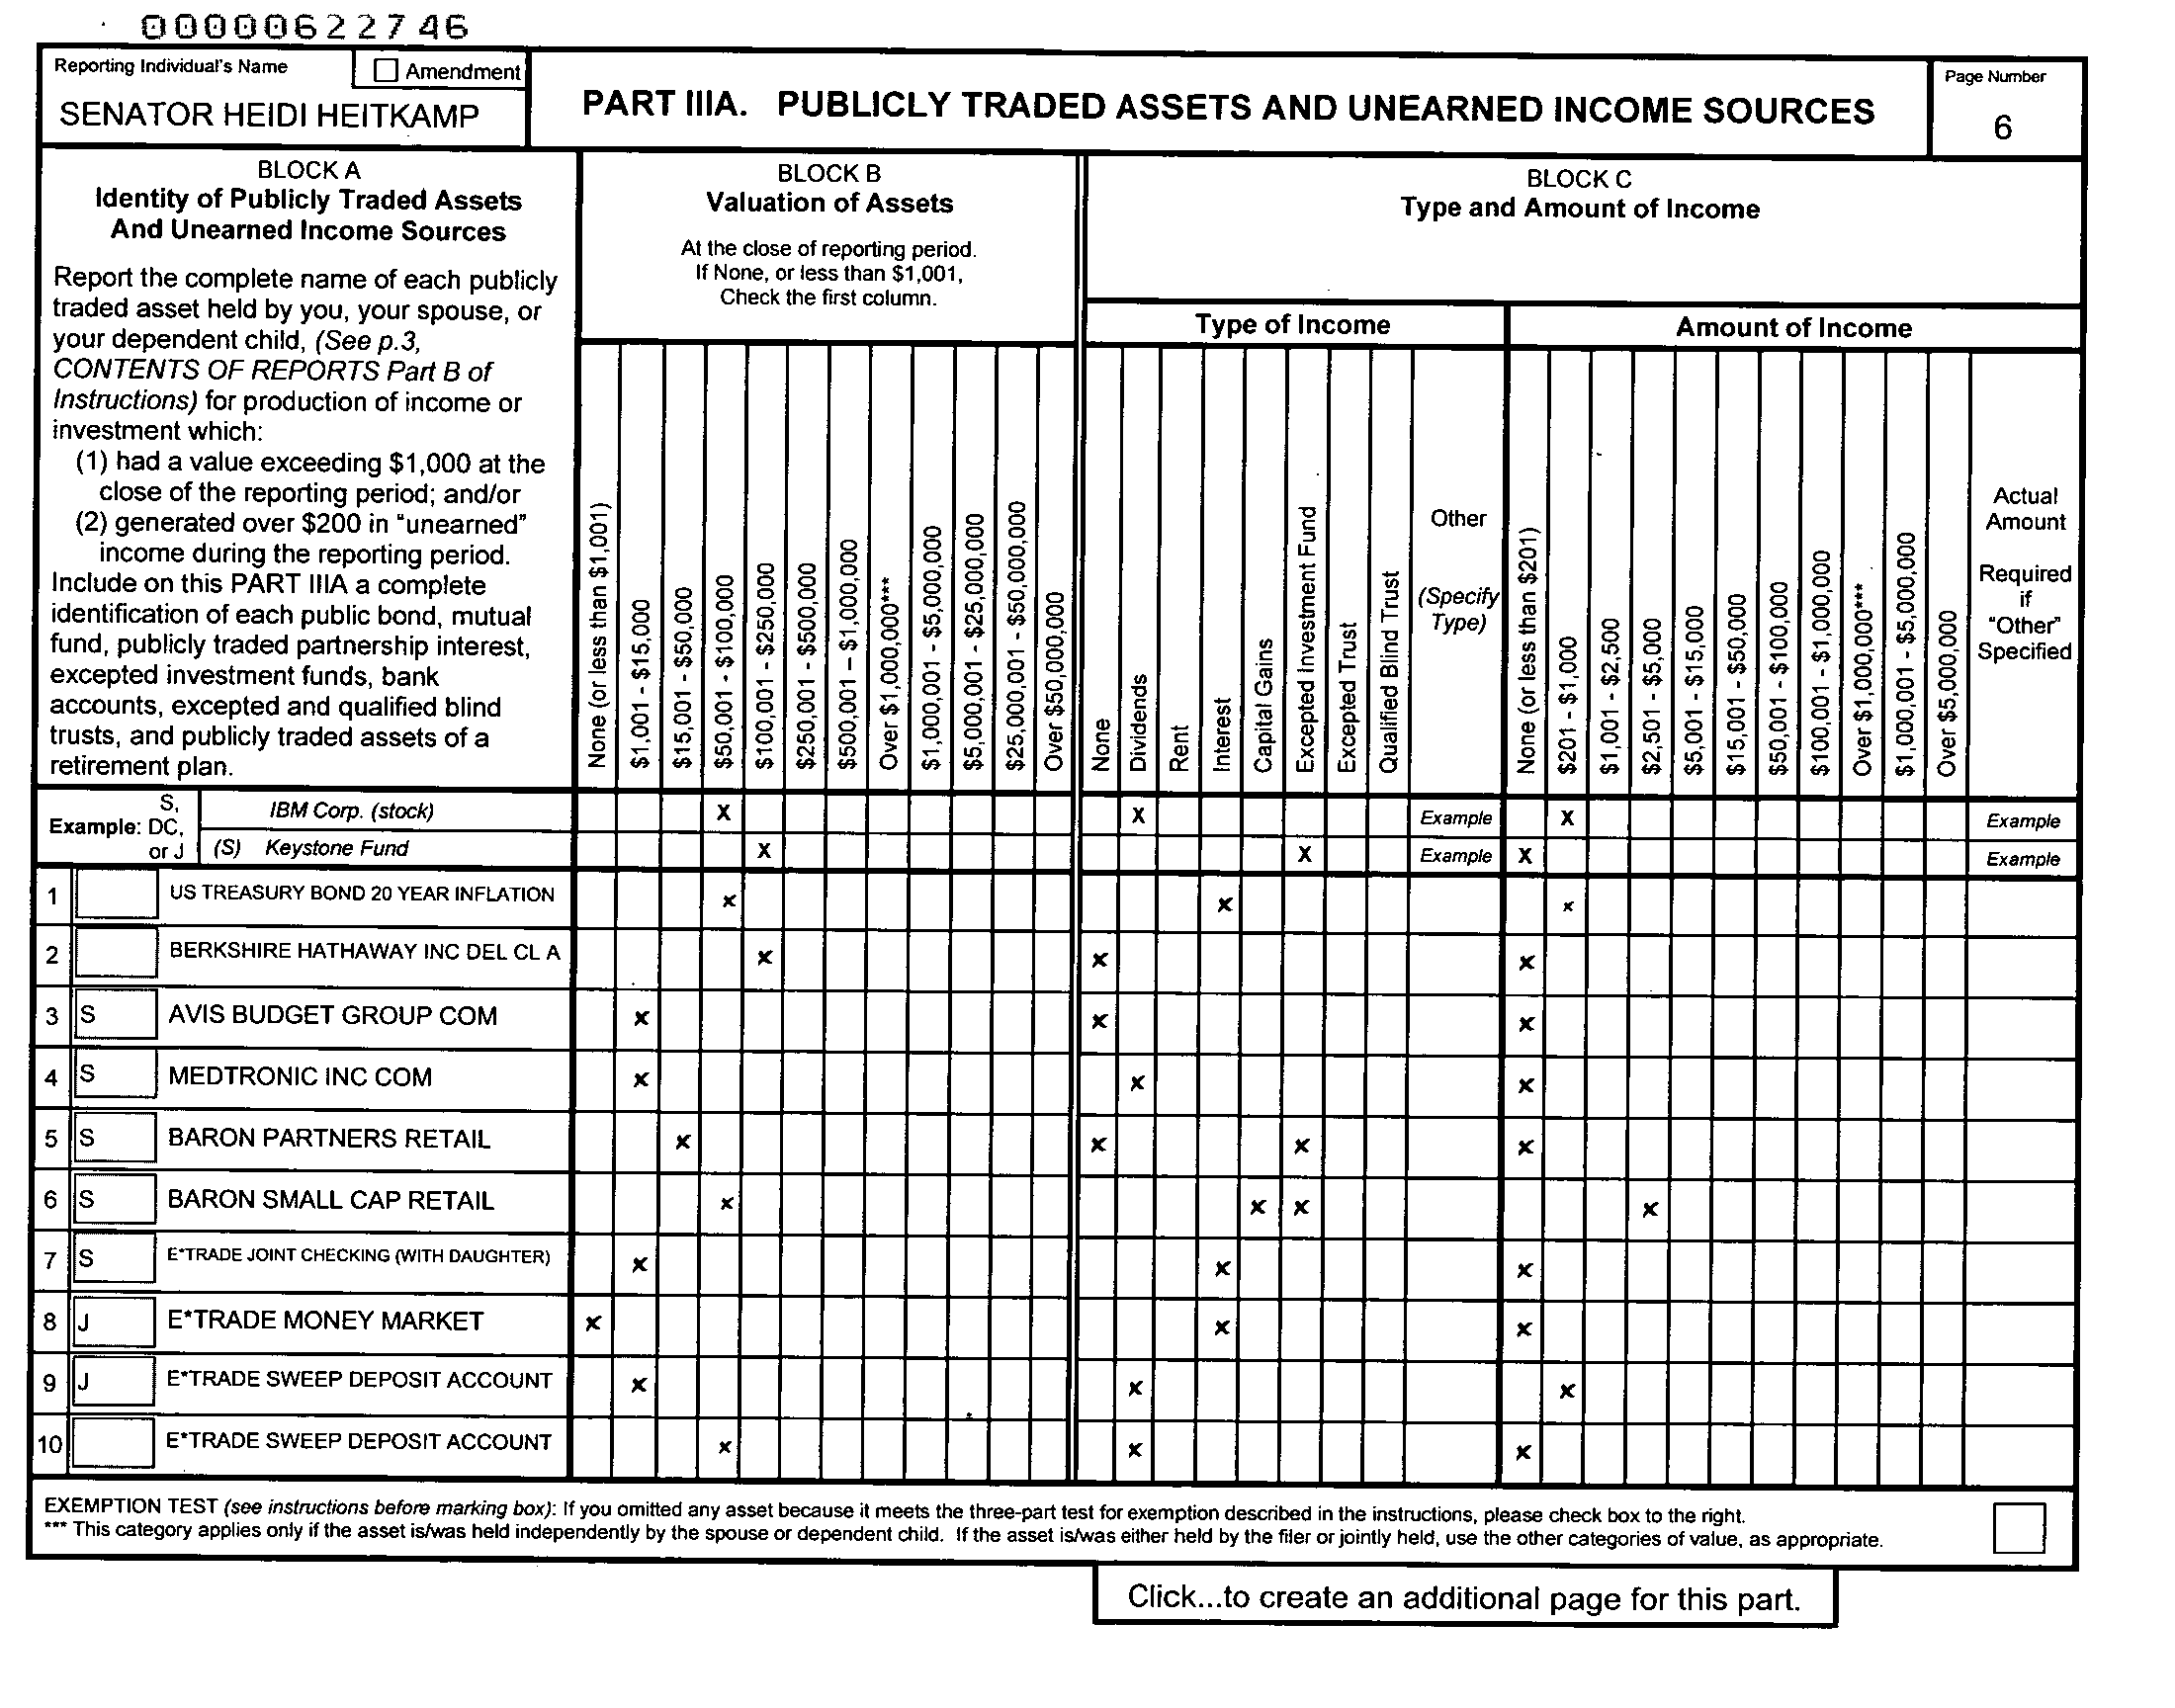 00000622746
Reporting Individual's Name
Amendment
SENATOR HEIDI HEITKAMP
PART IIIA. PUBLICLY TRADED ASSETS AND UNEARNED INCOME SOURCES
Page Number
6
BLOCK A
Identity of Publicly Traded Assets
And Unearned Income Sources
Report the complete name of each publicly
traded asset held by you, your spouse, or
your dependent child, (See p.3,
CONTENTS OF REPORTS Part B of
Instructions) for production of income or
investment which:
(1) had a value exceeding $1,000 at the
close of the reporting period; and/or
(2) generated over $200 in "unearned"
income during the reporting period.
Include on this PART IIIA a complete
identification of each public bond, mutual
fund, publicly traded partnership interest,
excepted investment funds, bank
accounts, excepted and qualified blind
trusts, and publicly traded assets of a
retirement plan.
BLOCK B
Valuation of Assets
At the close of reporting period.
If None, or less than $1,001,
Check the first column.
BLOCK C
Type and Amount of Income
Type of Income
Amount of Income
None (or less than $1,001)
$1,001 - $15,000
$15,001 - $50,000
$50,001 - $100,000
$100,001 - $250,000
$250,001 - $500,000
$500,001 – $1,000,000
Over $1,000,000***
$1,000,001 - $5,000,000
$5,000,001 - $25,000,000
$25,000,001 - $50,000,000
Over $50,000,000
None
Dividends
Rent
Interest
Capital Gains
Excepted Investment Fund
Excepted Trust
Qualified Blind Trust
Other
(Specify
Type)
None (or less than $201)
$201 - $1,000
$1,001 - $2,500
$2,501 - $5,000
$5,001 - $15,000
$15,001 - $50,000
$50,001 - $100,000
$100,001 - $1,000,000
Over $1,000,000***
$1,000,001 - $5,000,000
Over $5,000,000
Actual
Amount
Required
if
"Other"
Specified
Example: S, DC, or J
IBM Corp. (stock) X X Example X Example
(S) Keystone Fund X X Example X Example
1 US TREASURY BOND 20 YEAR INFLATION x x x
2 BERKSHIRE HATHAWAY INC DEL CL A x x x
3 S AVIS BUDGET GROUP COM x x x
4 S MEDTRONIC INC COM x x x
5 S BARON PARTNERS RETAIL x x x x
6 S BARON SMALL CAP RETAIL x x x x
7 S E*TRADE JOINT CHECKING (WITH DAUGHTER) x x x
8 J E*TRADE MONEY MARKET x x x
9 J E*TRADE SWEEP DEPOSIT ACCOUNT x x x
10 E*TRADE SWEEP DEPOSIT ACCOUNT x x x
EXEMPTION TEST (see instructions before marking box): If you omitted any asset because it meets the three-part test for exemption described in the instructions, please check box to the right.
*** This category applies only if the asset is/was held independently by the spouse or dependent child. If the asset is/was either held by the filer or jointly held, use the other categories of value, as appropriate.
Click...to create an additional page for this part.